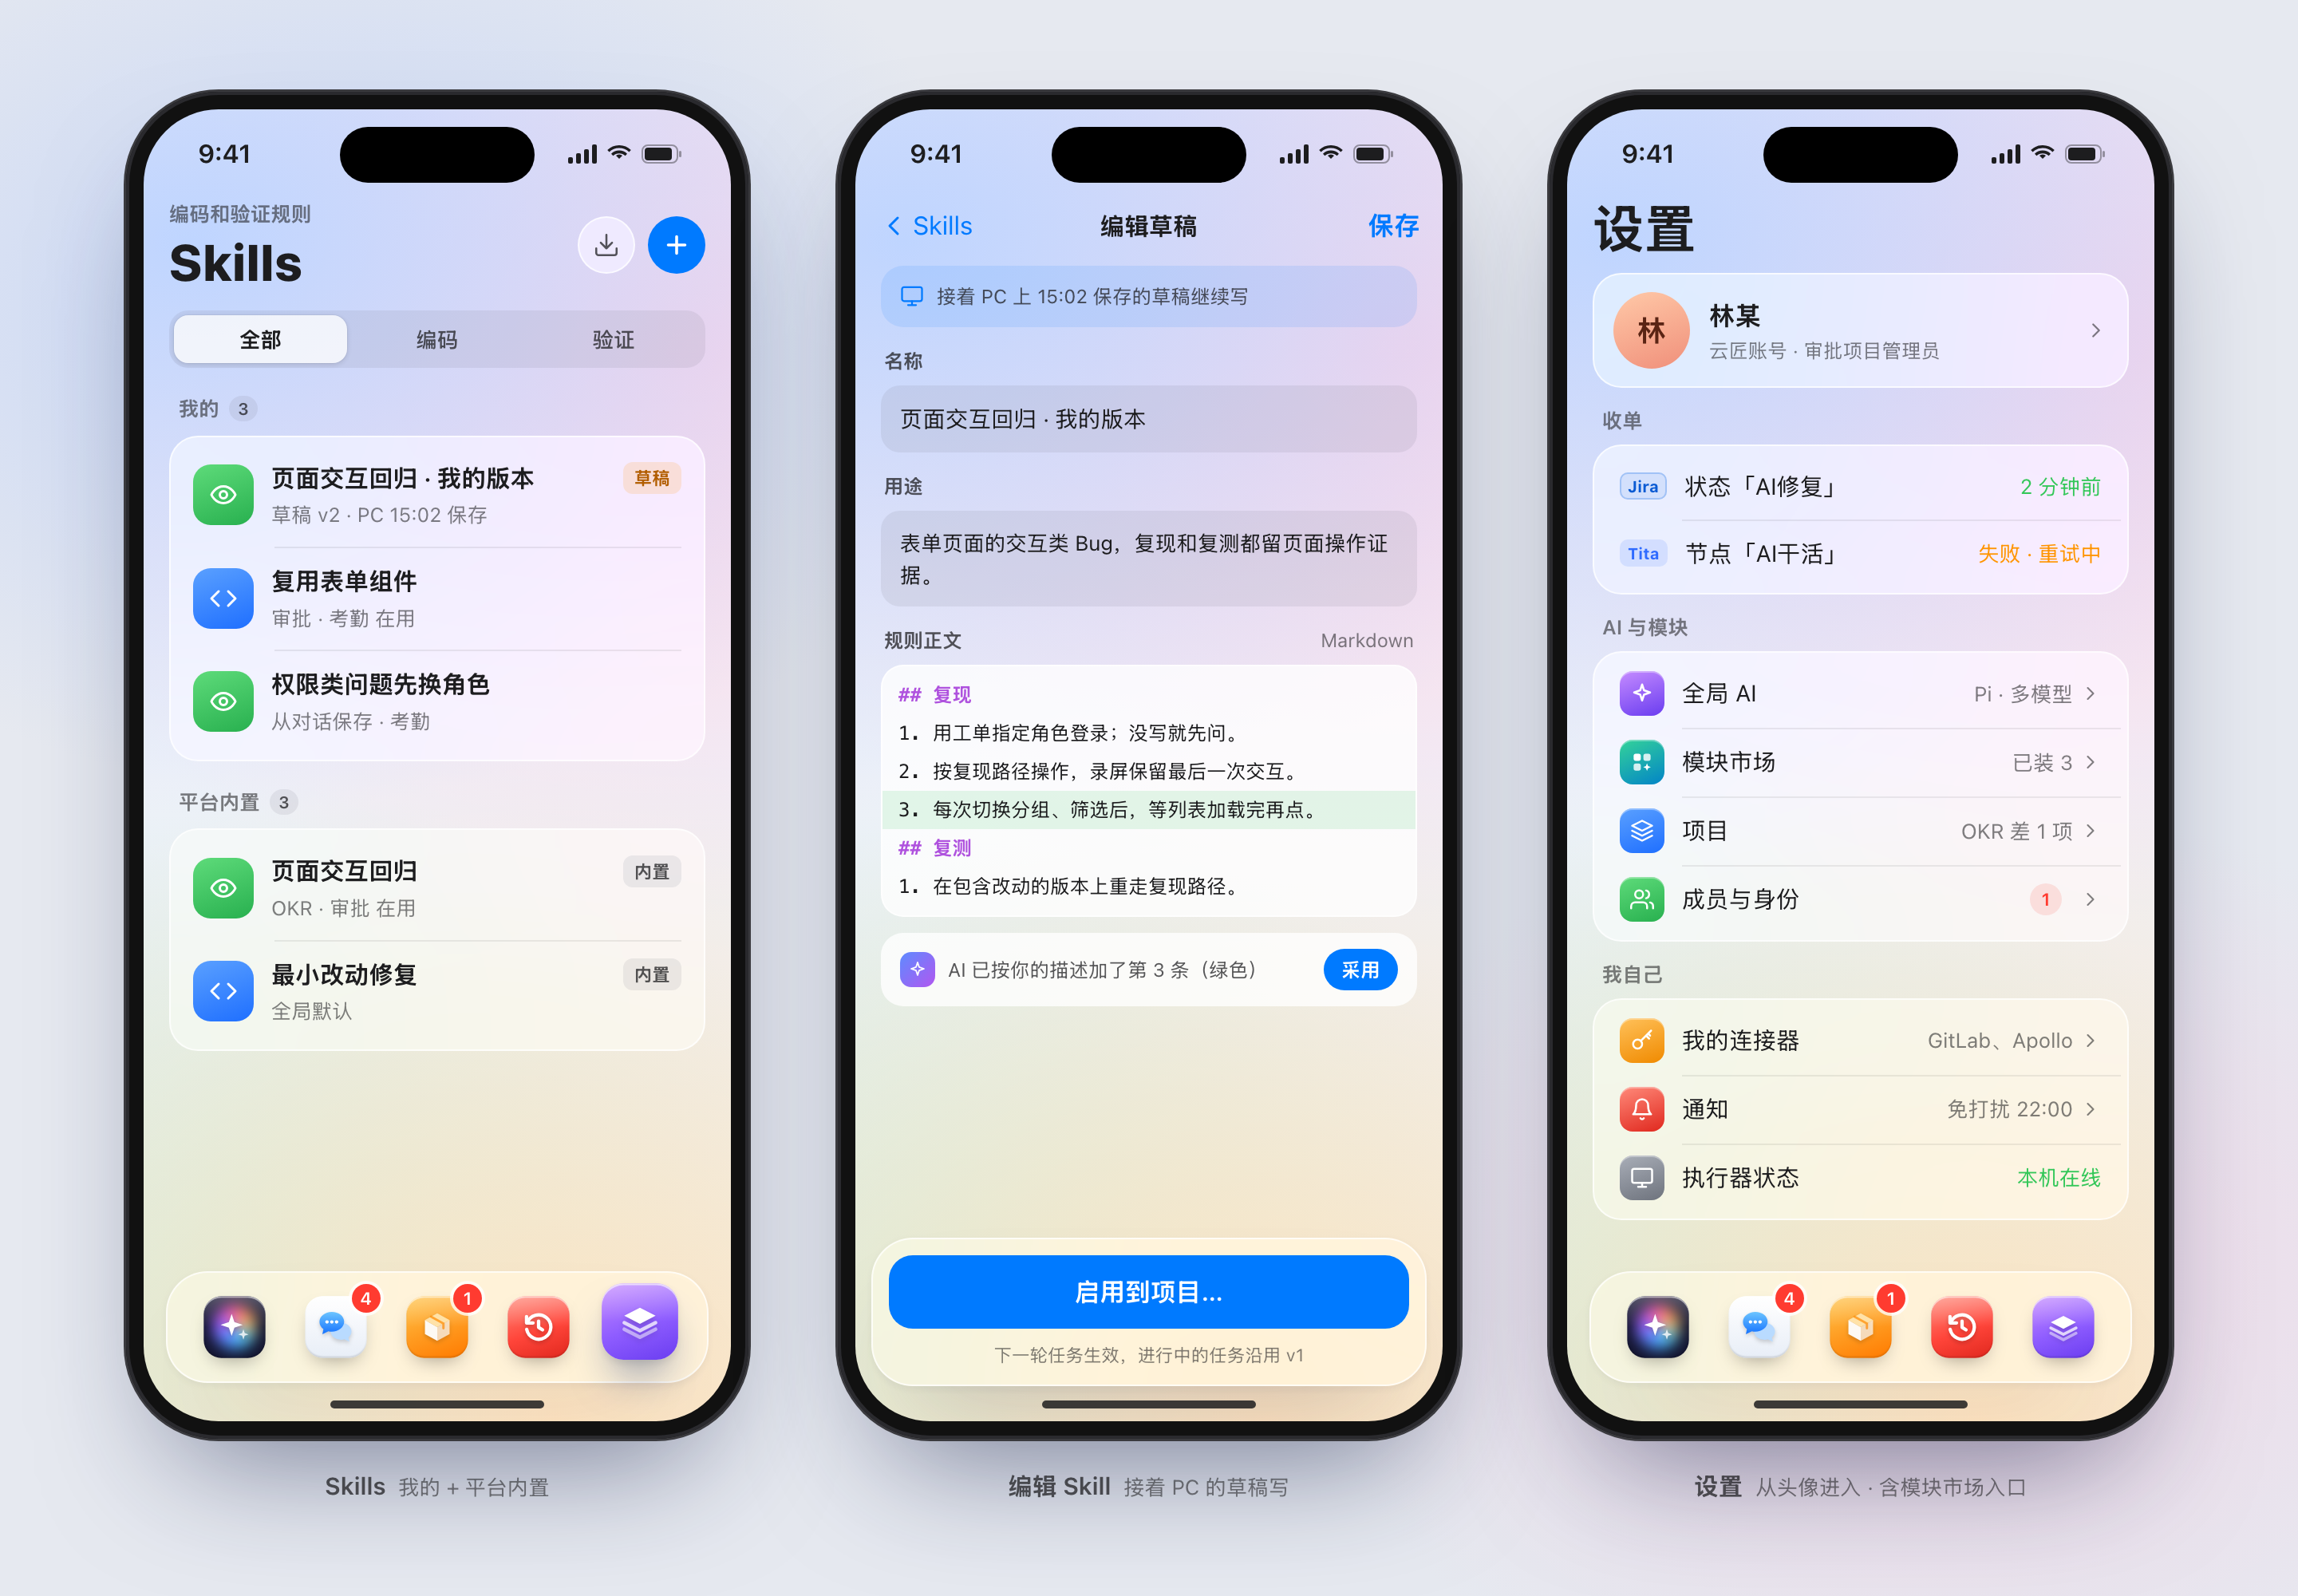 9:41
编码和验证规则
Skills
全部 编码 验证
我的 3
页面交互回归 · 我的版本 草稿
草稿 v2 · PC 15:02 保存
复用表单组件
审批 · 考勤 在用
权限类问题先换角色
从对话保存 · 考勤
平台内置 3
页面交互回归 内置
OKR · 审批 在用
最小改动修复 内置
全局默认
4 1
Skills 我的 + 平台内置
9:41
Skills 编辑草稿 保存
接着 PC 上 15:02 保存的草稿继续写
名称
页面交互回归 · 我的版本
用途
表单页面的交互类 Bug，复现和复测都留页面操作证
据。
规则正文 Markdown
## 复现
1. 用工单指定角色登录；没写就先问。
2. 按复现路径操作，录屏保留最后一次交互。
3. 每次切换分组、筛选后，等列表加载完再点。
## 复测
1. 在包含改动的版本上重走复现路径。
AI 已按你的描述加了第 3 条（绿色） 采用
启用到项目...
下一轮任务生效，进行中的任务沿用 v1
编辑 Skill 接着 PC 的草稿写
9:41
设置
林 林某
云匠账号 · 审批项目管理员
收单
Jira 状态「AI修复」 2 分钟前
Tita 节点「AI干活」 失败 · 重试中
AI 与模块
全局 AI Pi · 多模型
模块市场 已装 3
项目 OKR 差 1 项
成员与身份 1
我自己
我的连接器 GitLab、Apollo
通知 免打扰 22:00
执行器状态 本机在线
4 1
设置 从头像进入 · 含模块市场入口